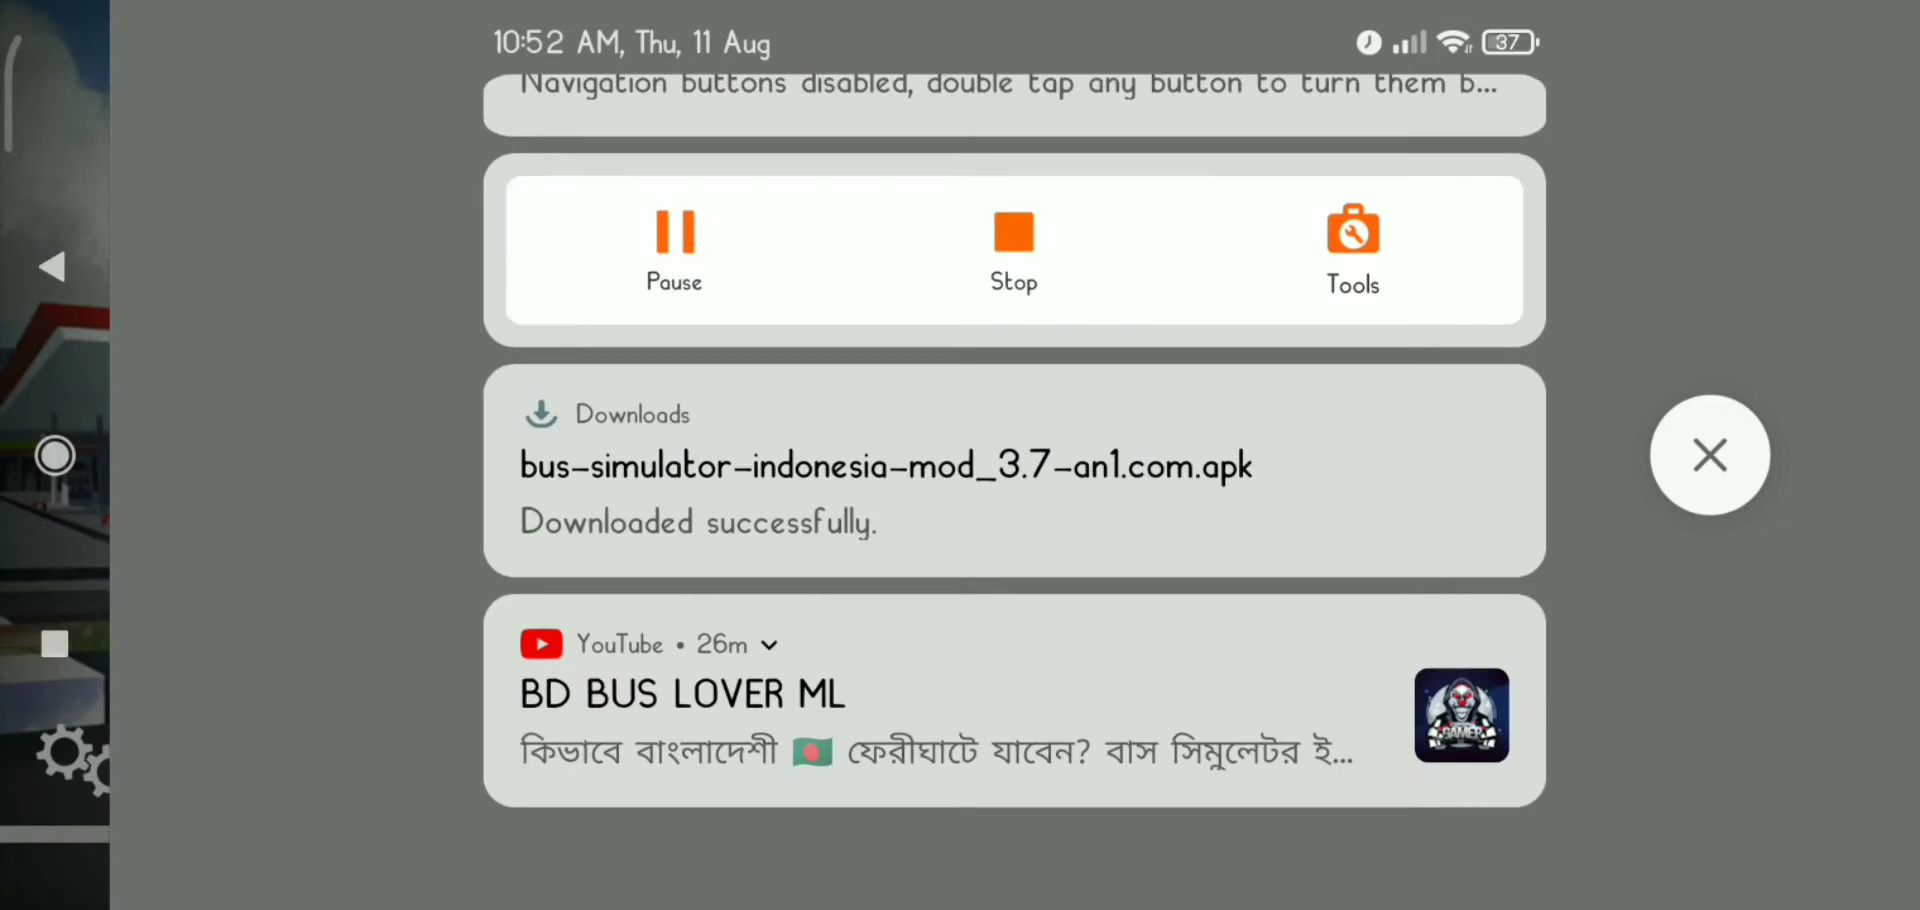 10:52 AM, Thu, 11 Aug
37
Navigation buttons disabled, double tap any button to turn them b...
Pause
Stop
Tools
Downloads
bus-simulator-indonesia-mod_3.7-an1.com.apk
Downloaded successfully.
YouTube • 26m
BD BUS LOVER ML
কিভাবে বাংলাদেশী 🇧🇩 ফেরীঘাটে যাবেন? বাস সিমুলেটর ই...
GAMER